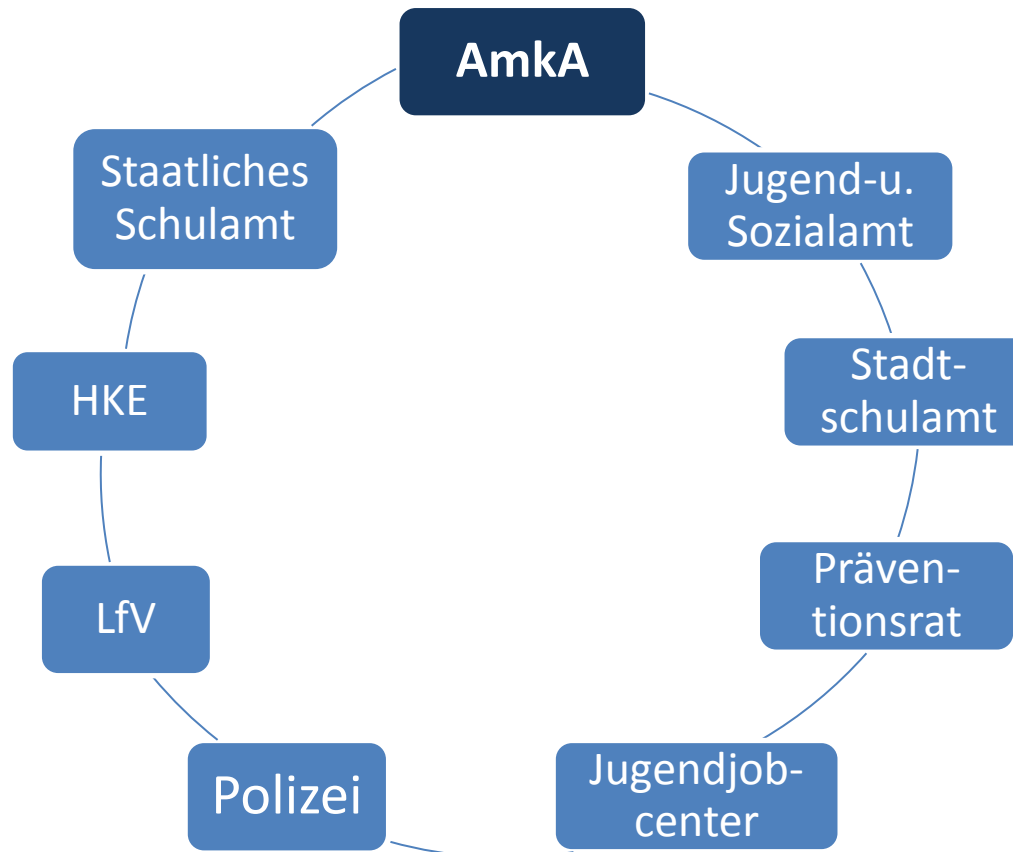 AmkA
Staatliches
Schulamt
Jugend-u.
Sozialamt
HKE
Stadt-
schulamt
LfV
Präven-
tionsrat
Polizei
Jugendjob-
center